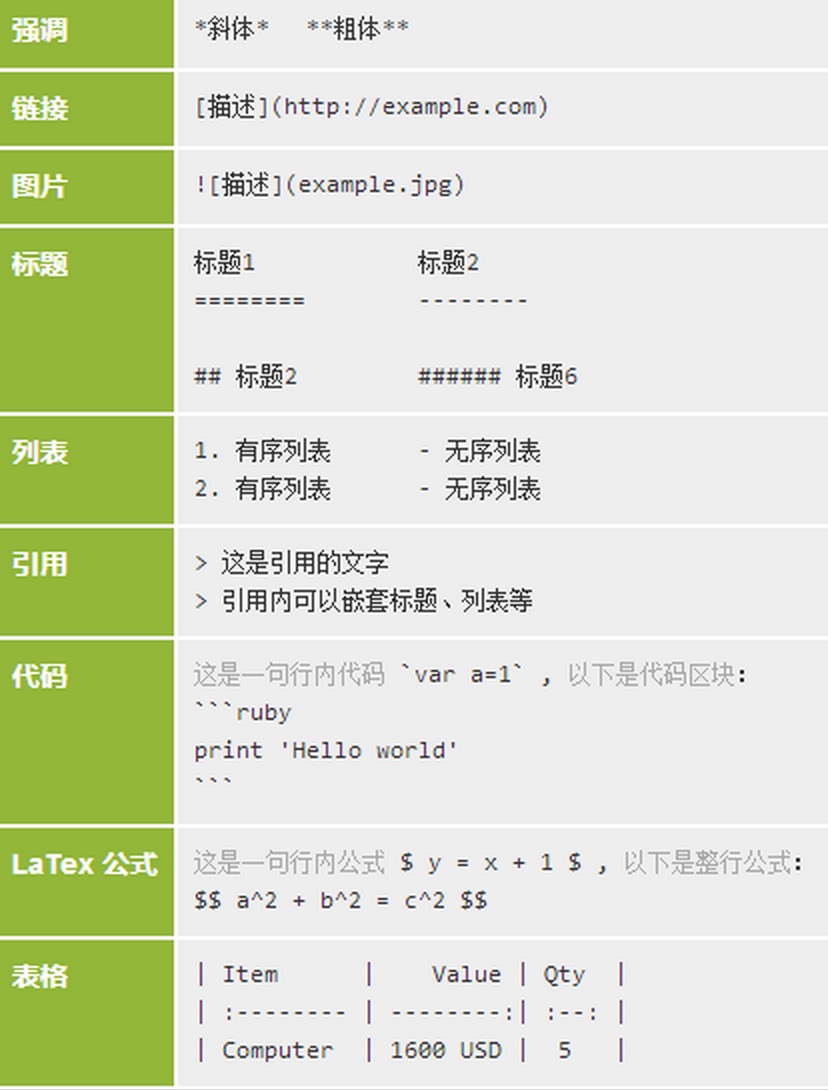 强调 *斜体*   **粗体**
链接 [描述](http://example.com)
图片 ![描述](example.jpg)
标题 标题1            标题2
========        --------
## 标题2         ###### 标题6
列表 1. 有序列表      - 无序列表
2. 有序列表      - 无序列表
引用 > 这是引用的文字
> 引用内可以嵌套标题、列表等
代码 这是一句行内代码 `var a=1` , 以下是代码区块:
```ruby
print 'Hello world'
```
LaTex 公式 这是一句行内公式 $ y = x + 1 $ , 以下是整行公式:
$$ a^2 + b^2 = c^2 $$
表格 | Item      |    Value | Qty  |
| :-------- | --------:| :--: |
| Computer  | 1600 USD |  5   |